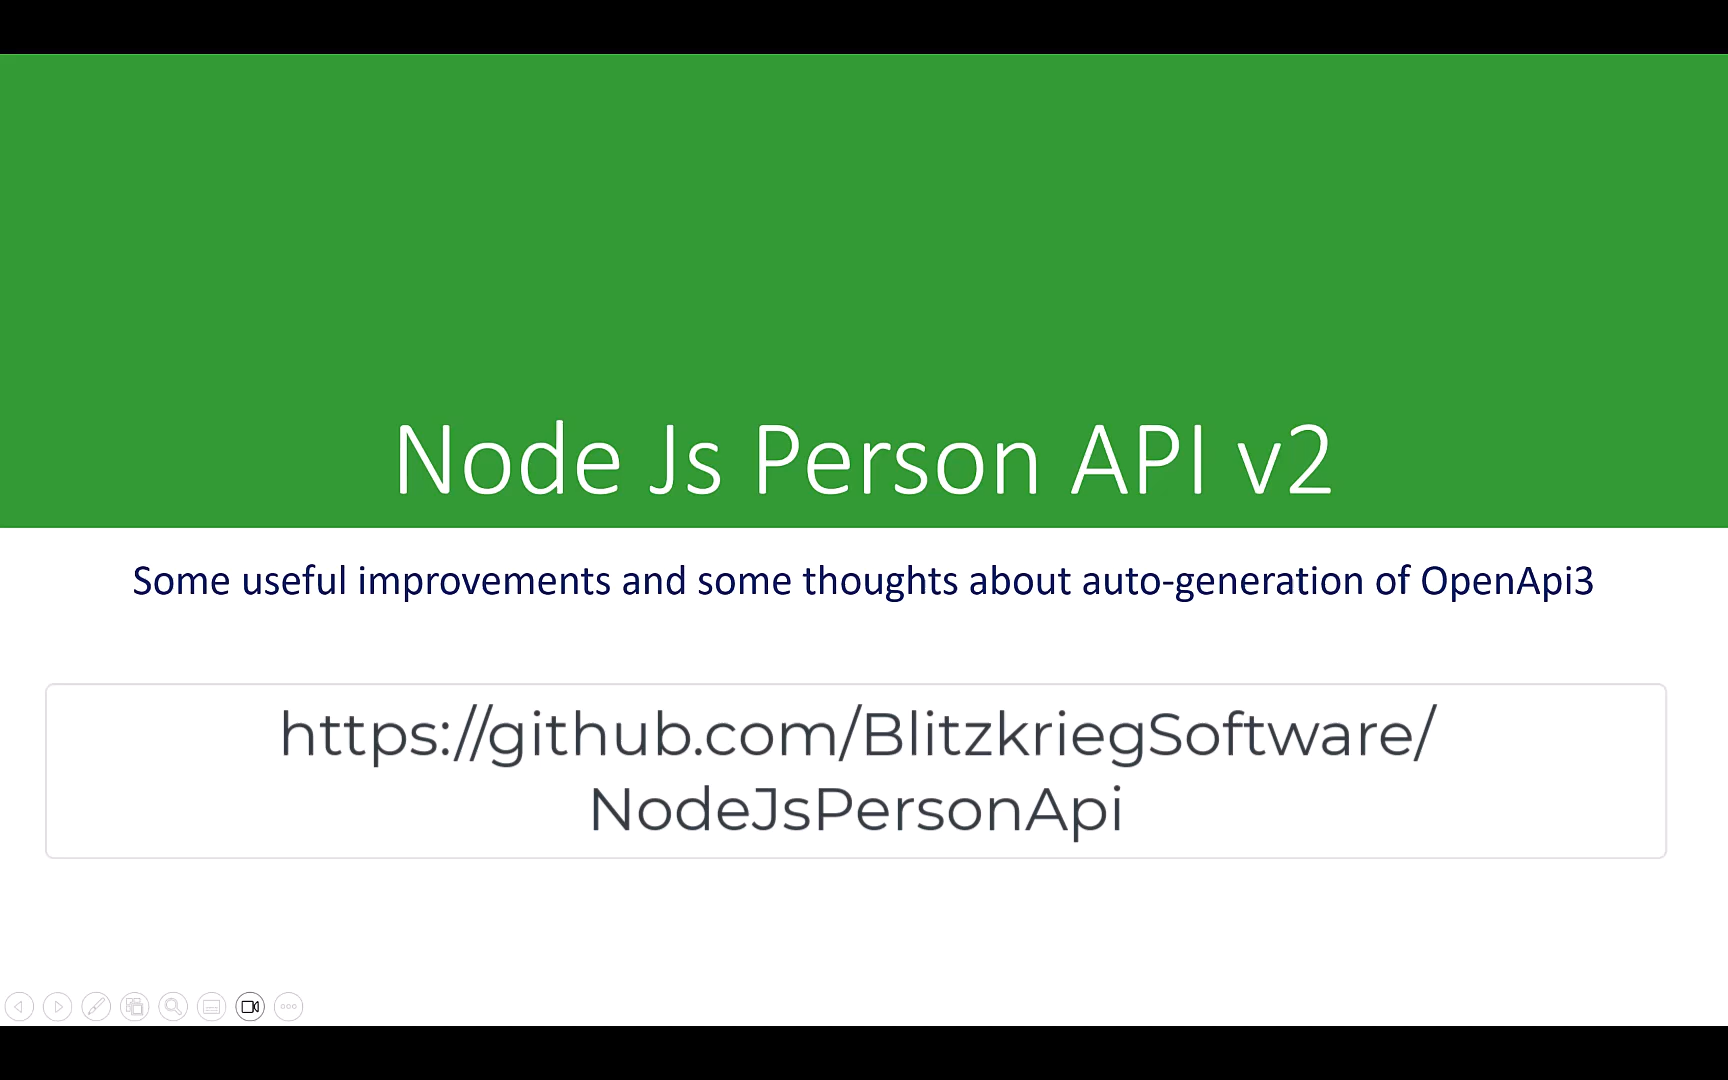 Node Js Person API v2
Some useful improvements and some thoughts about auto-generation of OpenApi3
https://github.com/BlitzkriegSoftware/
NodeJsPersonApi